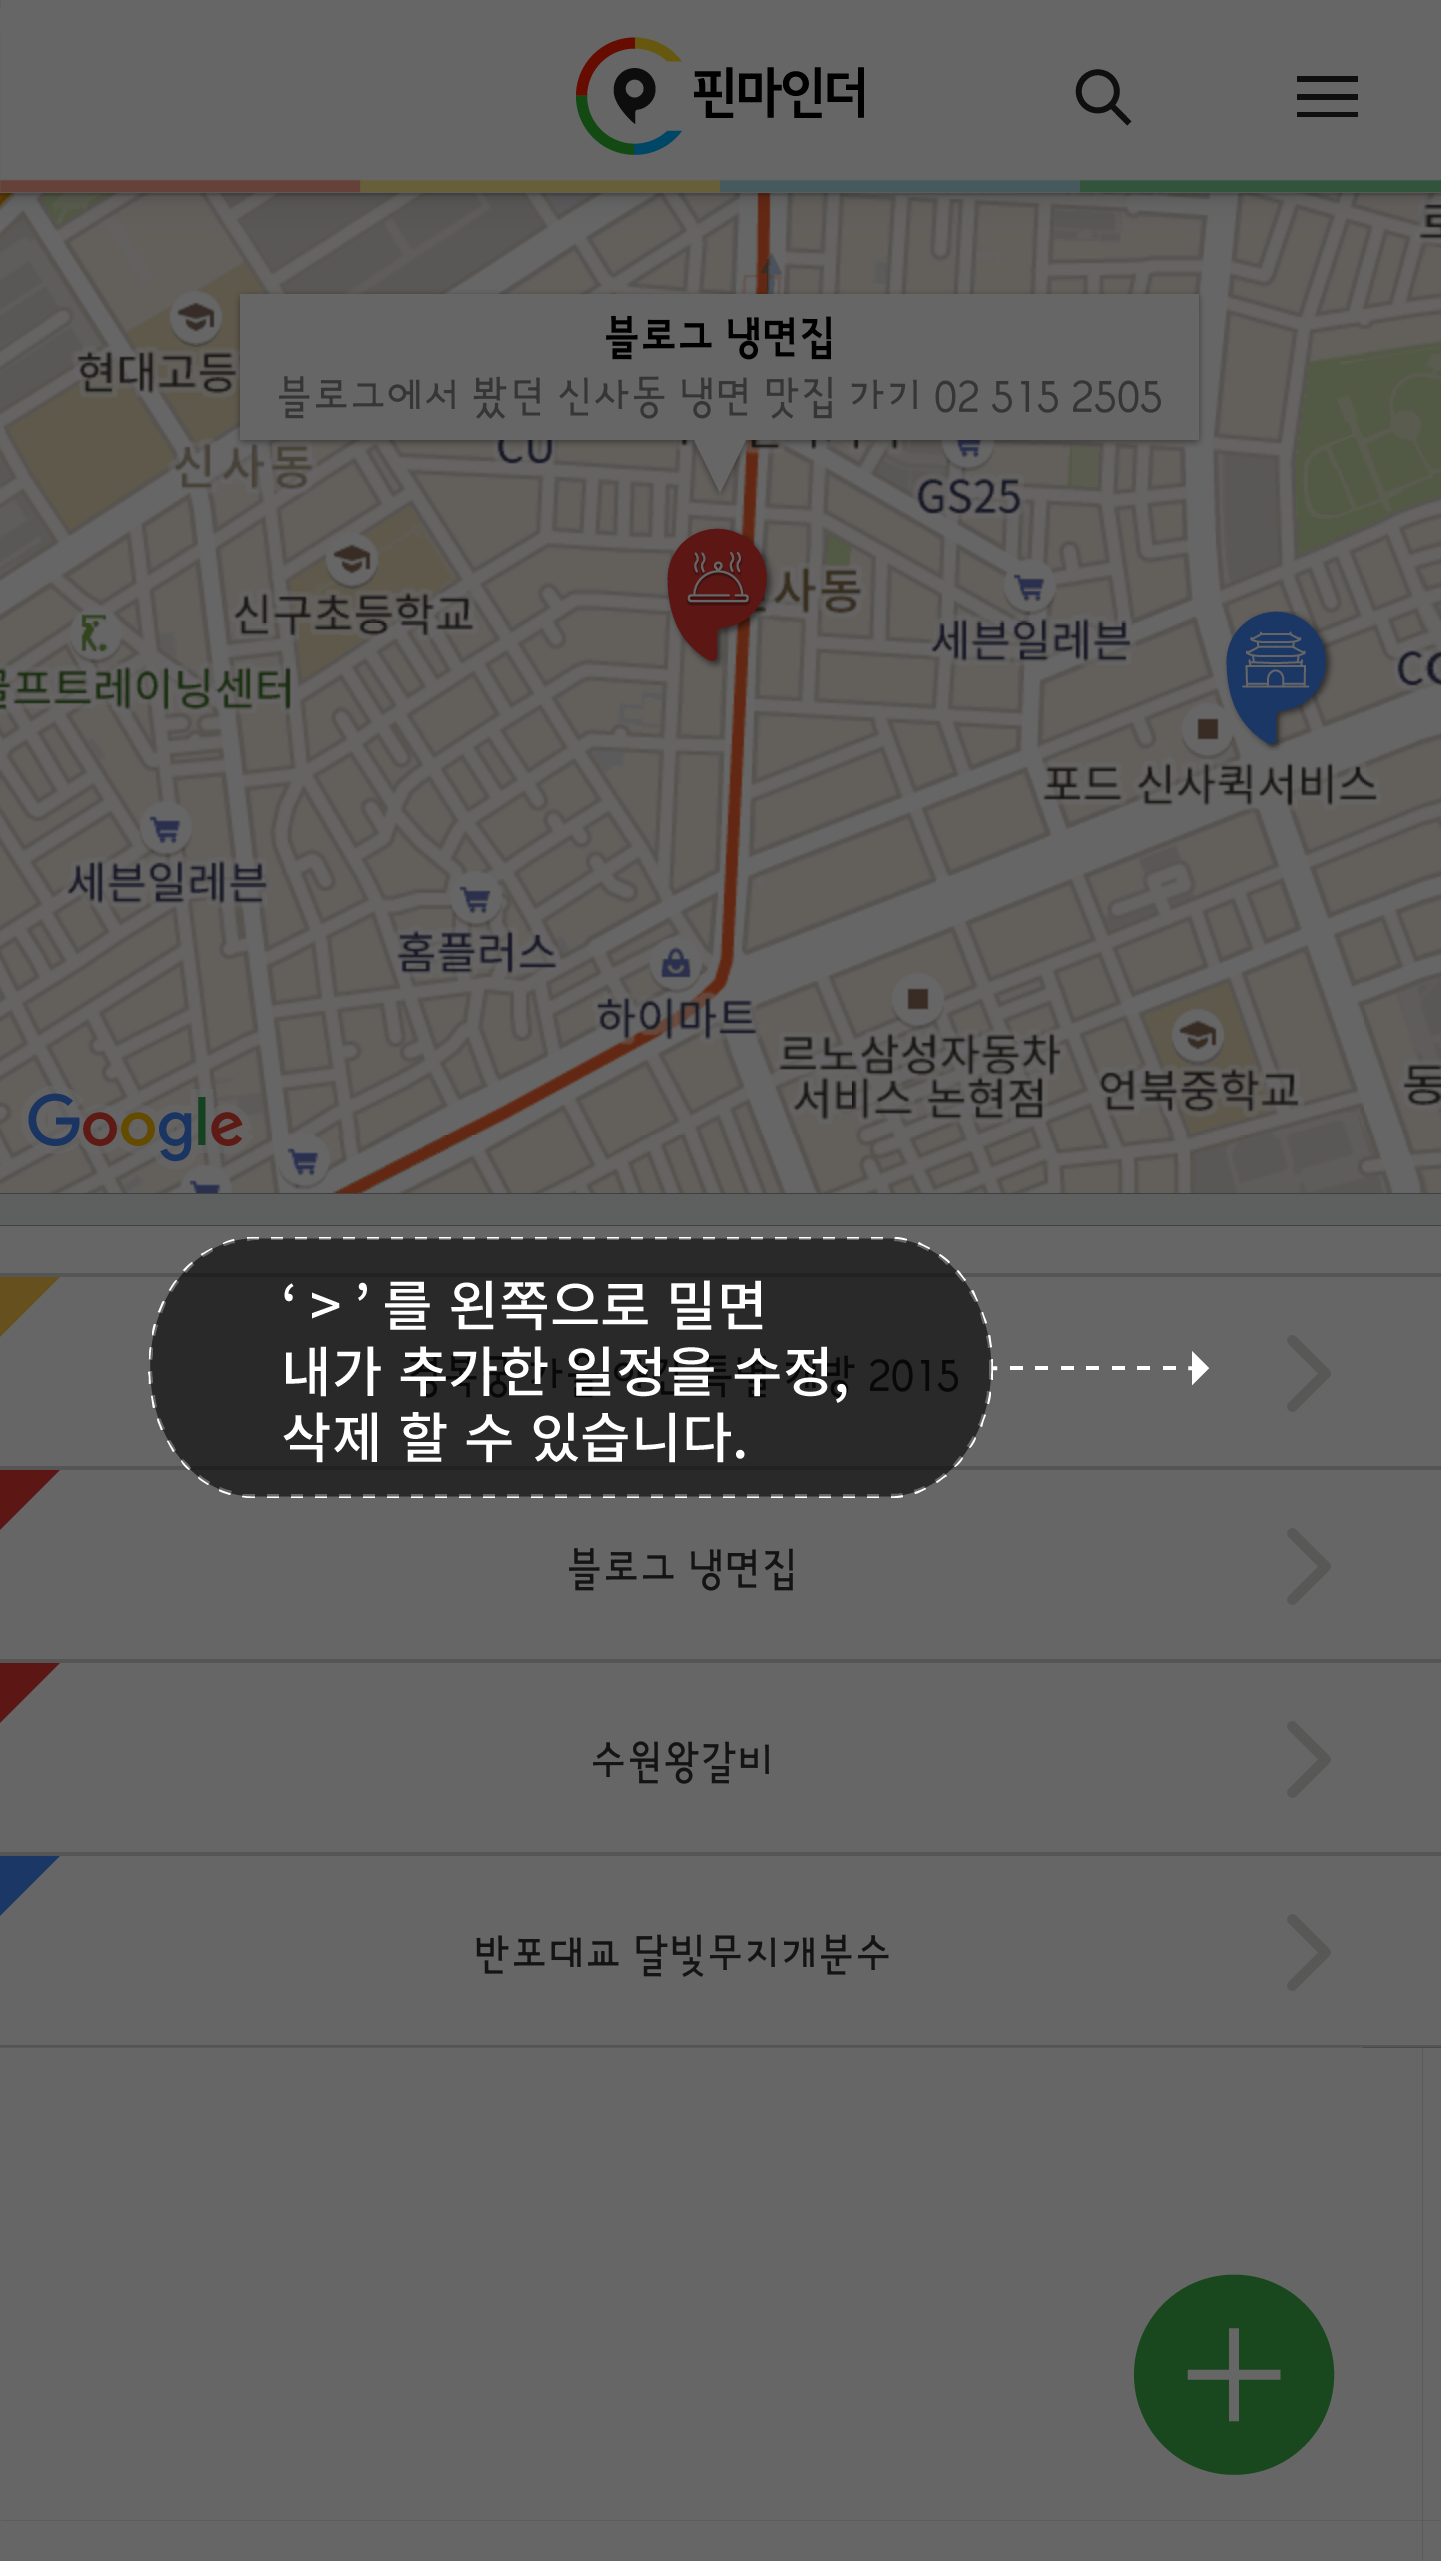 핀마인더
블로그 냉면집
블로그에서 봤던 신사동 냉면 맛집 가기 02 515 2505
현대고등
신사동
CU
GS25
신구초등학교
사동
세븐일레븐
프트레이닝센터
포드 신사퀵서비스
세븐일레븐
홈플러스
하이마트
르노삼성자동차
서비스 논현점
언북중학교
동
Google
‘ > ’ 를 왼쪽으로 밀면
내가 추가한 일정을 수정,
삭제 할 수 있습니다.
2015
블로그 냉면집
수원왕갈비
반포대교 달빛무지개분수